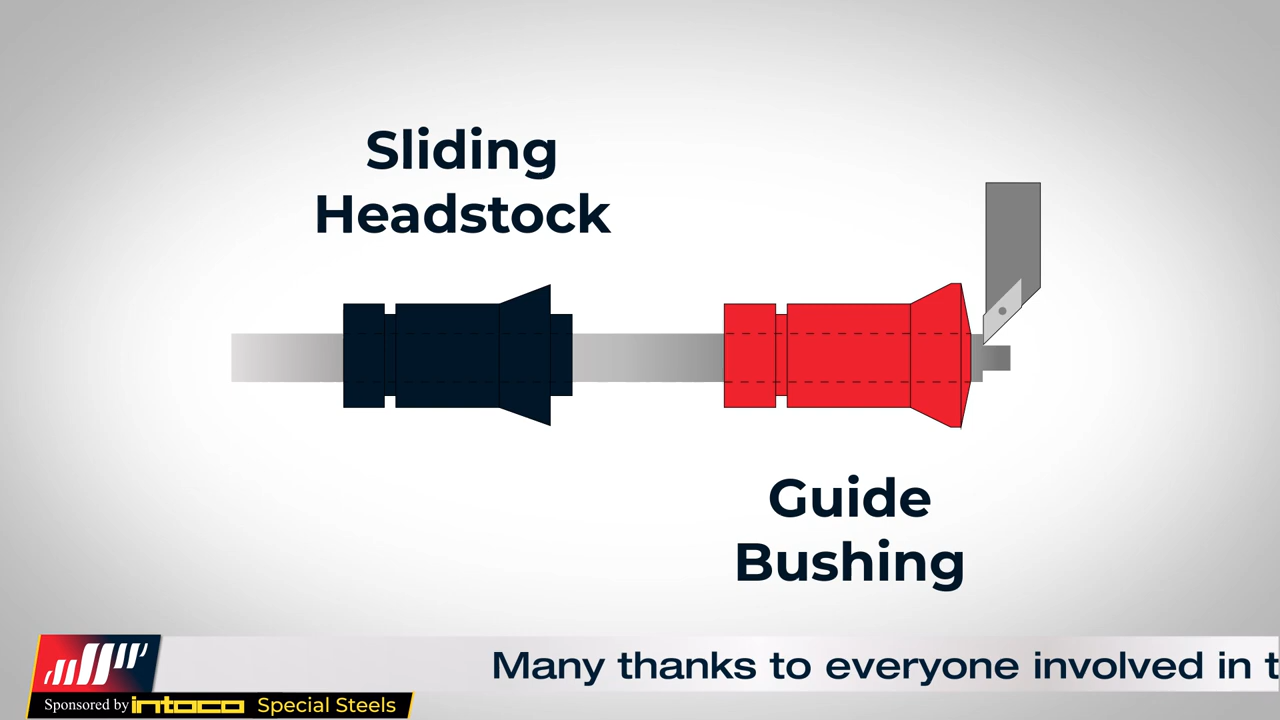 Sliding
Headstock
Guide
Bushing
Many thanks to everyone involved in t
Sponsored by intoco Special Steels